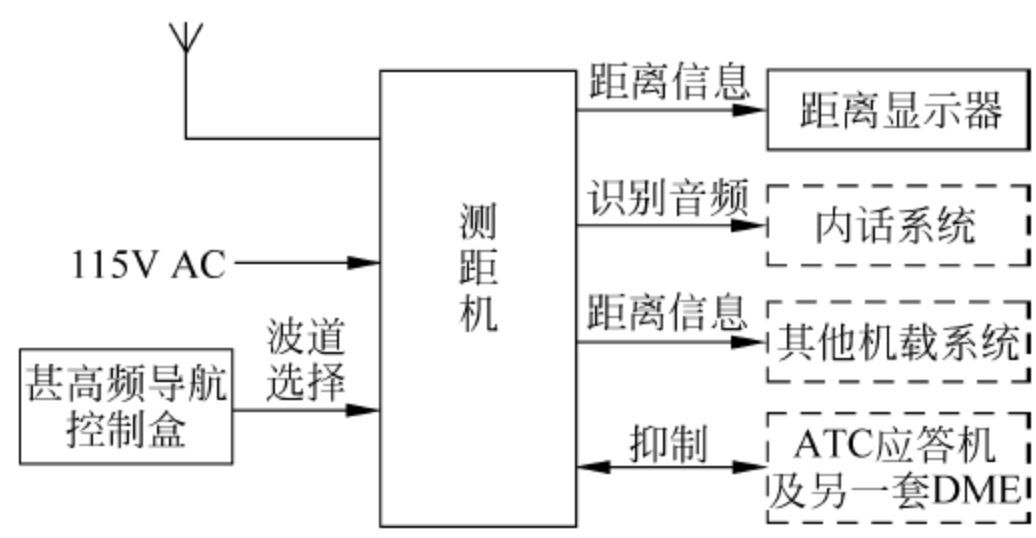 距离信息
距离显示器
识别音频
内话系统
测
距
机
115V AC
距离信息
其他机载系统
波道
选择
甚高频导航
控制盒
抑制
ATC应答机
及另一套DME